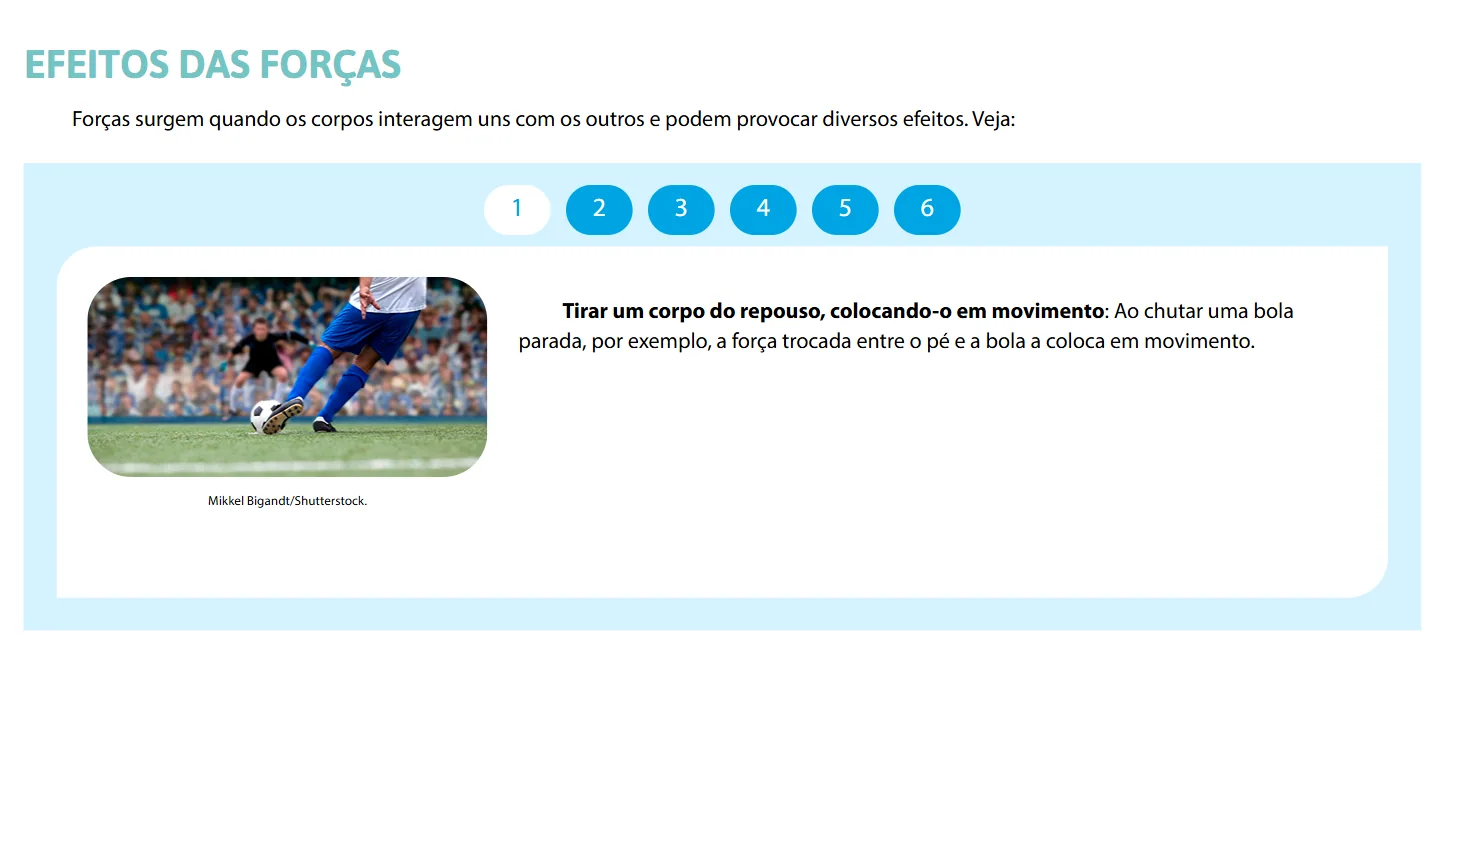 EFEITOS DAS FORÇAS
Forças surgem quando os corpos interagem uns com os outros e podem provocar diversos efeitos. Veja:
1 2 3 4 5 6
Tirar um corpo do repouso, colocando-o em movimento: Ao chutar uma bola
parada, por exemplo, a força trocada entre o pé e a bola a coloca em movimento.
Mikkel Bigandt/Shutterstock.